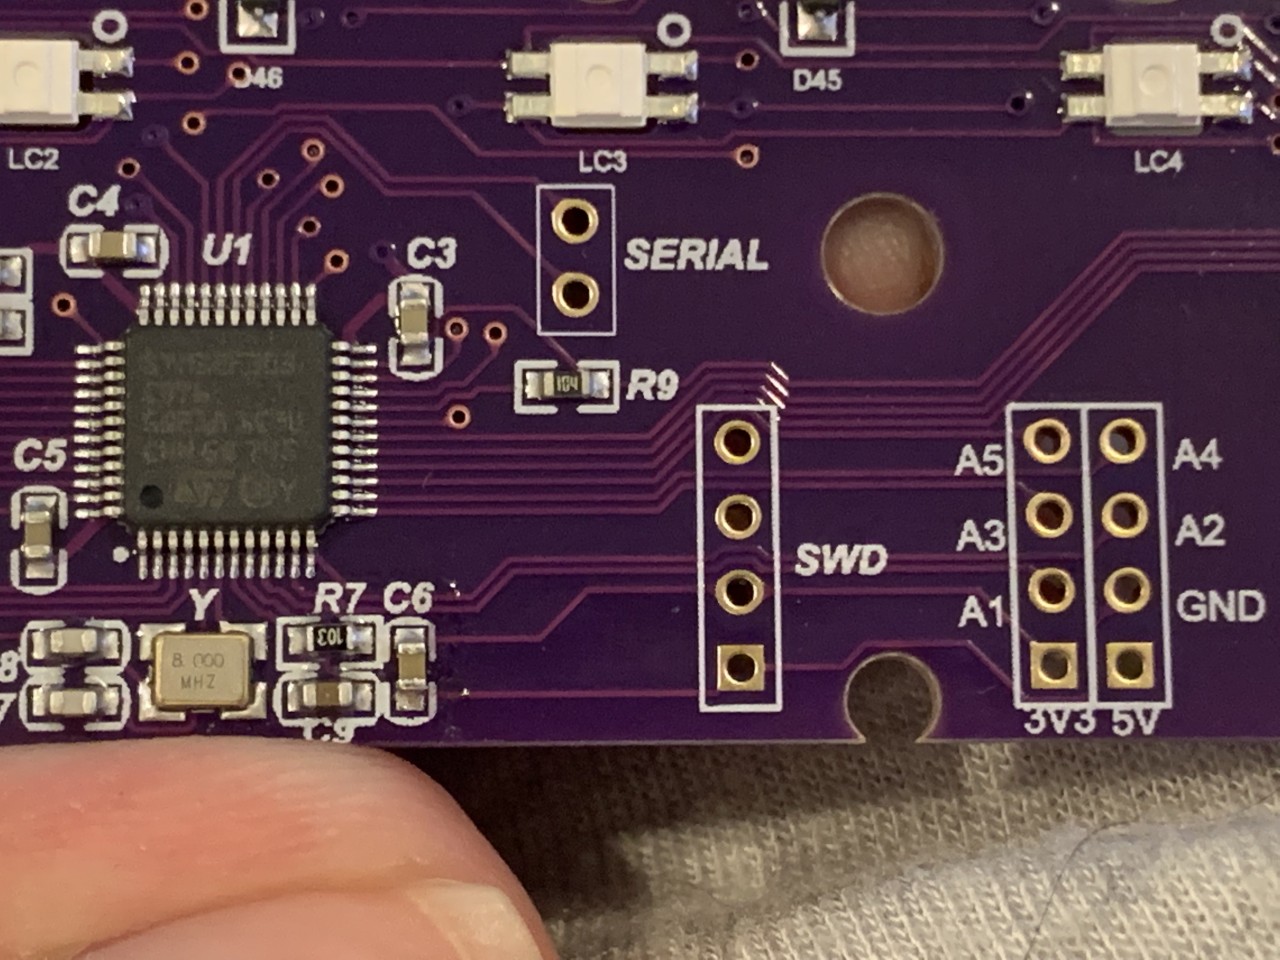 D46
D45
LC2
LC3
LC4
C4
U1
C3
SERIAL
R9
104
C5
A5
A4
A3
A2
SWD
A1
GND
Y
R7
C6
103
8.000
MHZ
8
7
C9
3V3
5V